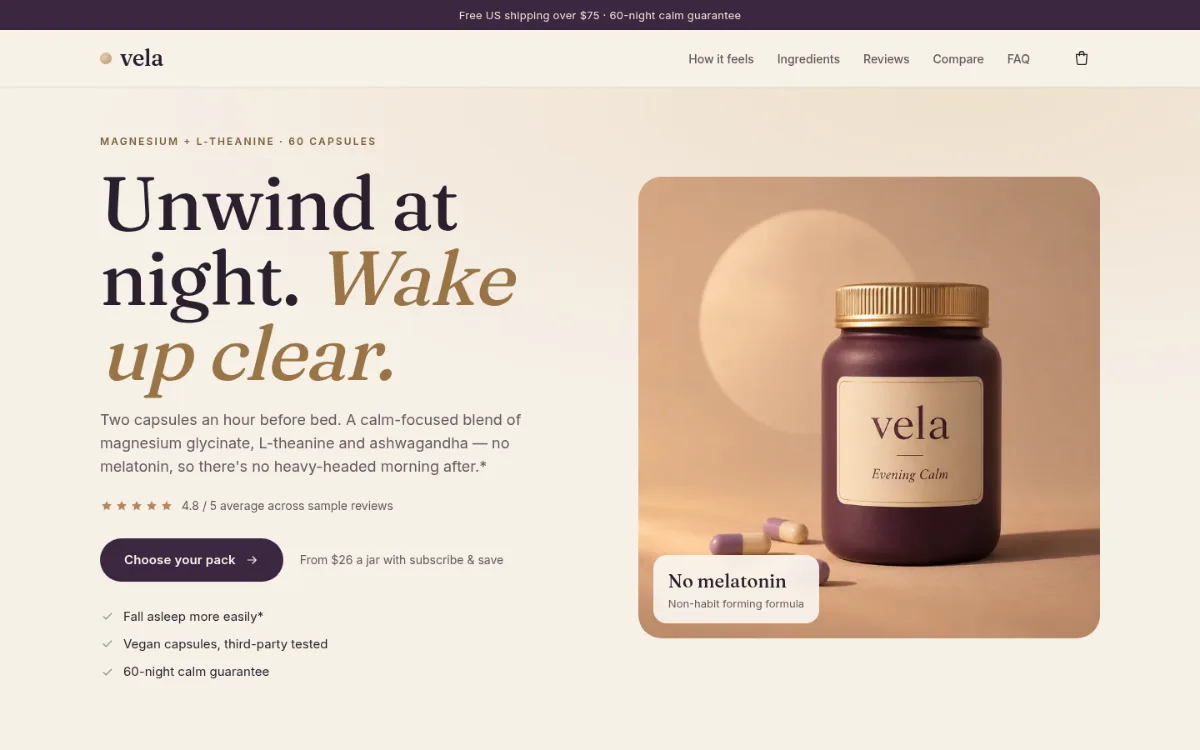 Free US shipping over $75 · 60-night calm guarantee
vela
How it feels
Ingredients
Reviews
Compare
FAQ
MAGNESIUM + L-THEANINE · 60 CAPSULES
Unwind at
night. Wake
up clear.
Two capsules an hour before bed. A calm-focused blend of
magnesium glycinate, L-theanine and ashwagandha — no
melatonin, so there's no heavy-headed morning after.*
4.8 / 5 average across sample reviews
Choose your pack →
From $26 a jar with subscribe & save
Fall asleep more easily*
Vegan capsules, third-party tested
60-night calm guarantee
vela
Evening Calm
No melatonin
Non-habit forming formula